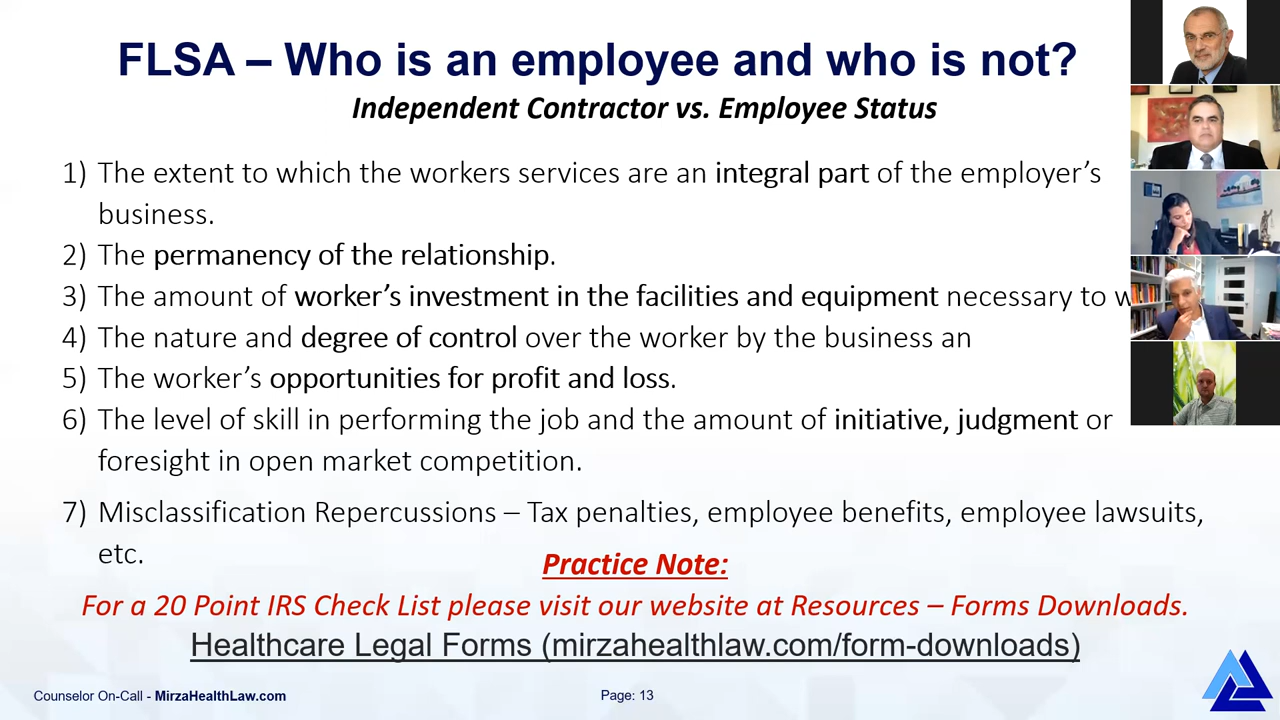 FLSA – Who is an employee and who is not?
Independent Contractor vs. Employee Status
1) The extent to which the workers services are an integral part of the employer's
business.
2) The permanency of the relationship.
3) The amount of worker's investment in the facilities and equipment necessary to
4) The nature and degree of control over the worker by the business an
5) The worker's opportunities for profit and loss.
6) The level of skill in performing the job and the amount of initiative, judgment or
foresight in open market competition.
7) Misclassification Repercussions – Tax penalties, employee benefits, employee lawsuits,
etc.
Practice Note:
For a 20 Point IRS Check List please visit our website at Resources – Forms Downloads.
Healthcare Legal Forms (mirzahealthlaw.com/form-downloads)
Counselor On-Call - MirzaHealthLaw.com
Page: 13